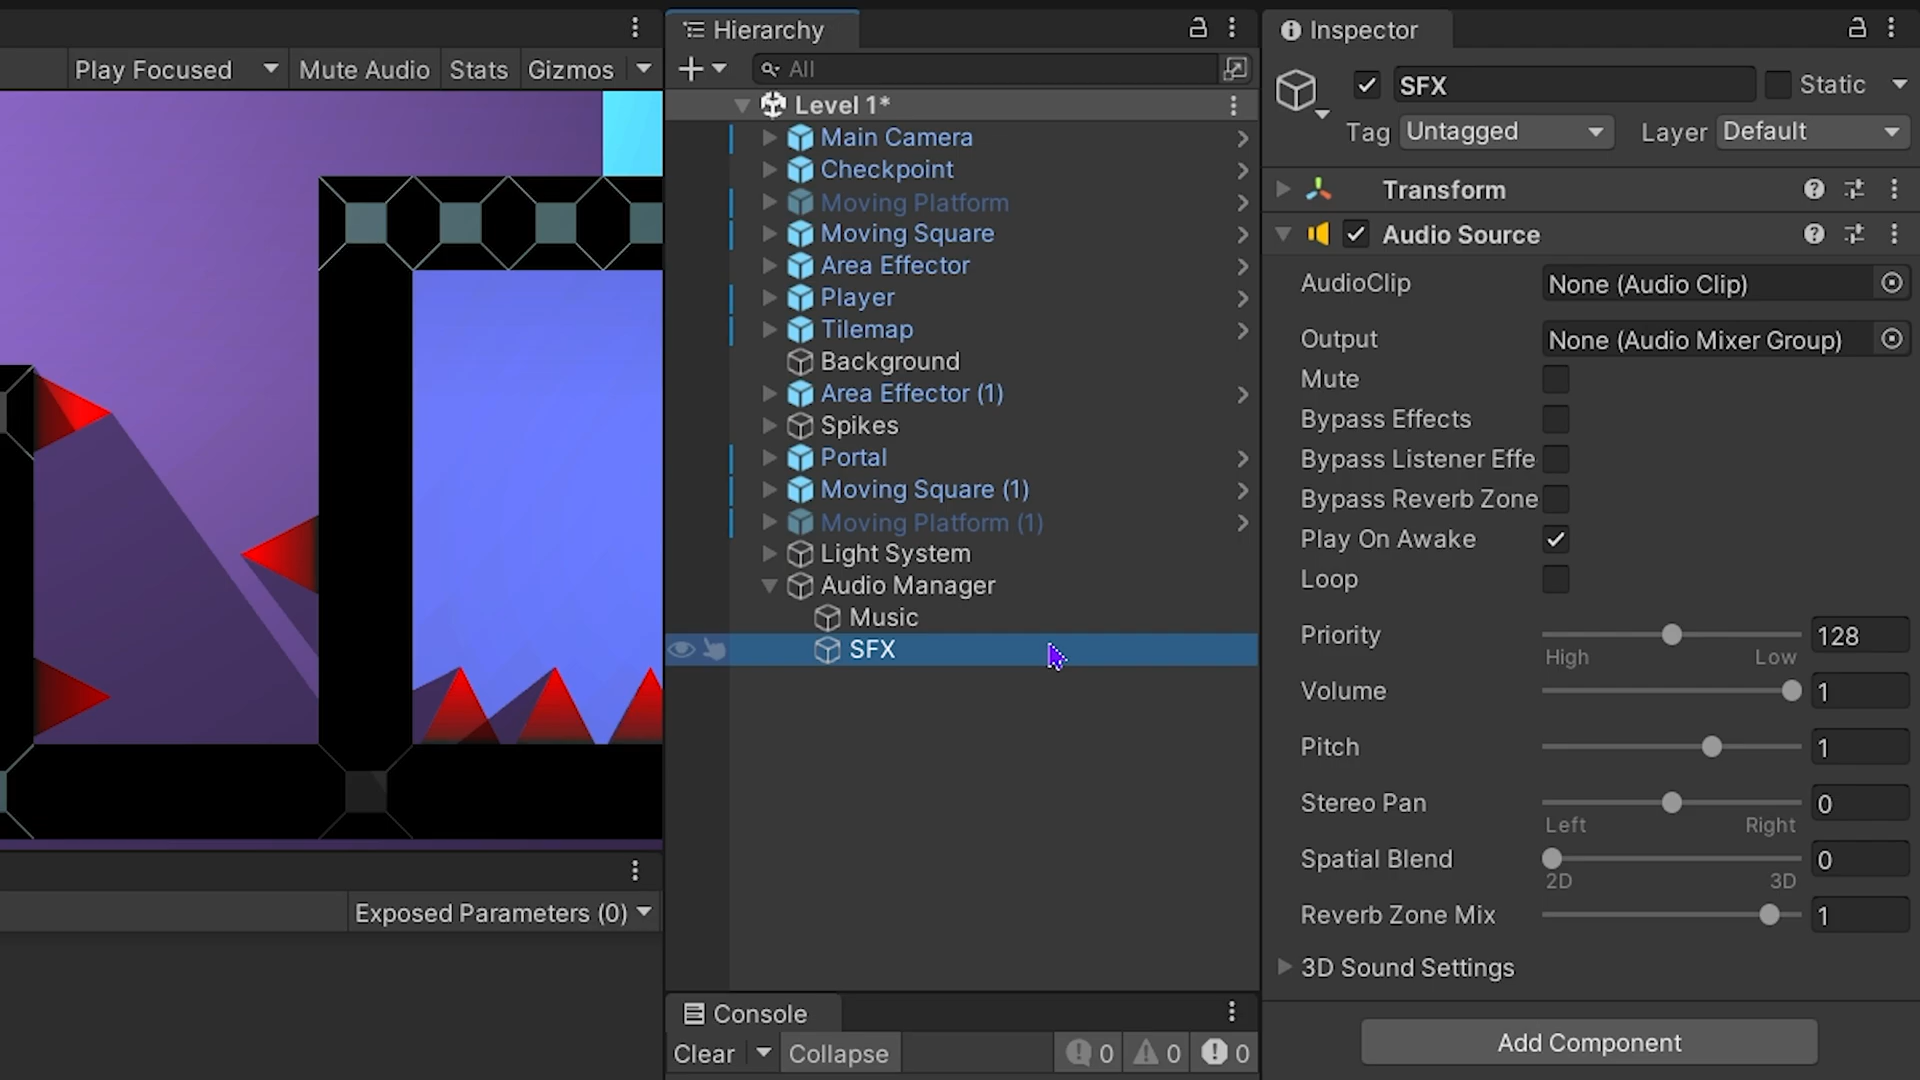 Play Focused Mute Audio Stats Gizmos
Exposed Parameters (0)
Hierarchy
All
Level 1*
Main Camera
Checkpoint
Moving Platform
Moving Square
Area Effector
Player
Tilemap
Background
Area Effector (1)
Spikes
Portal
Moving Square (1)
Moving Platform (1)
Light System
Audio Manager
Music
SFX
Console
Clear Collapse 0 0 0
Inspector
SFX Static
Tag Untagged Layer Default
Transform
Audio Source
AudioClip None (Audio Clip)
Output None (Audio Mixer Group)
Mute
Bypass Effects
Bypass Listener Effe
Bypass Reverb Zone
Play On Awake
Loop
Priority 128
High Low
Volume 1
Pitch 1
Stereo Pan 0
Left Right
Spatial Blend 0
2D 3D
Reverb Zone Mix 1
3D Sound Settings
Add Component